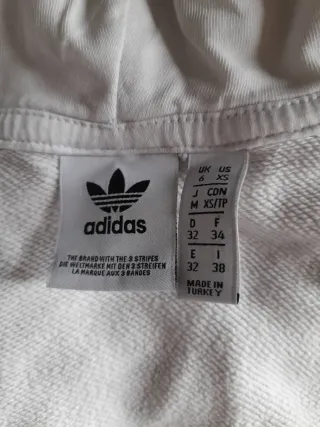 adidas
THE BRAND WITH THE 3 STRIPES
DIE WELTMARKE MIT DEN 3 STREIFEN
LA MARQUE AUX 3 BANDES
UK US
6 XS
J CDN
M XS/TP
D F
32 34
E I
32 38
MADE IN
TURKEY